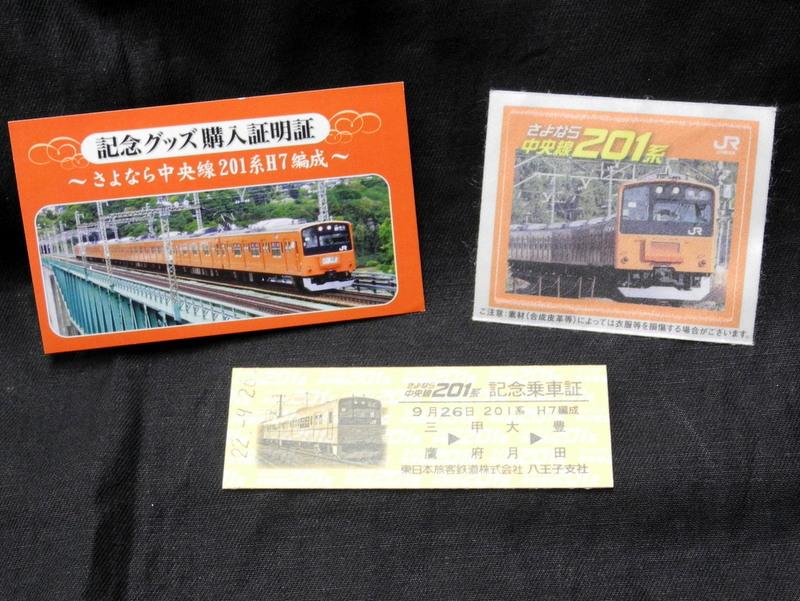 記念グッズ購入証明証
～さよなら中央線201系H7編成～
JR
さよなら
中央線201系
JR
JR
ご注意：素材（合成皮革等）によっては衣服等を損傷する場合がございます。
22.-9.26
さよなら
中央線201系 記念乗車証
9月26日 201系 H7編成
三鷹▶甲府 大月▶豊田
東日本旅客鉄道株式会社 八王子支社